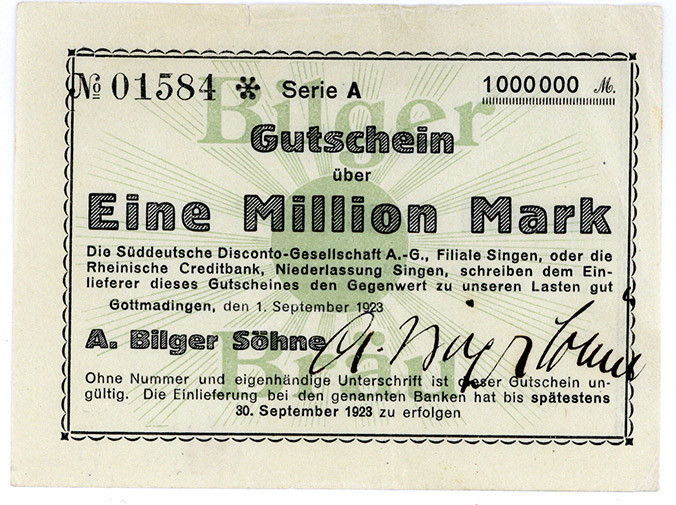 № 01584 Serie A 1000000 M.
Bilger
Gutschein
über
Eine Million Mark
Die Süddeutsche Disconto-Gesellschaft A.-G., Filiale Singen, oder die
Rheinische Creditbank, Niederlassung Singen, schreiben dem Ein-
lieferer dieses Gutscheines den Gegenwert zu unseren Lasten gut
Gottmadingen, den 1. September 1923
A. Bilger Söhne A. Bilger Söhne
Bräu
Ohne Nummer und eigenhändige Unterschrift ist dieser Gutschein un-
gültig. Die Einlieferung bei den genannten Banken hat bis spätestens
30. September 1923 zu erfolgen